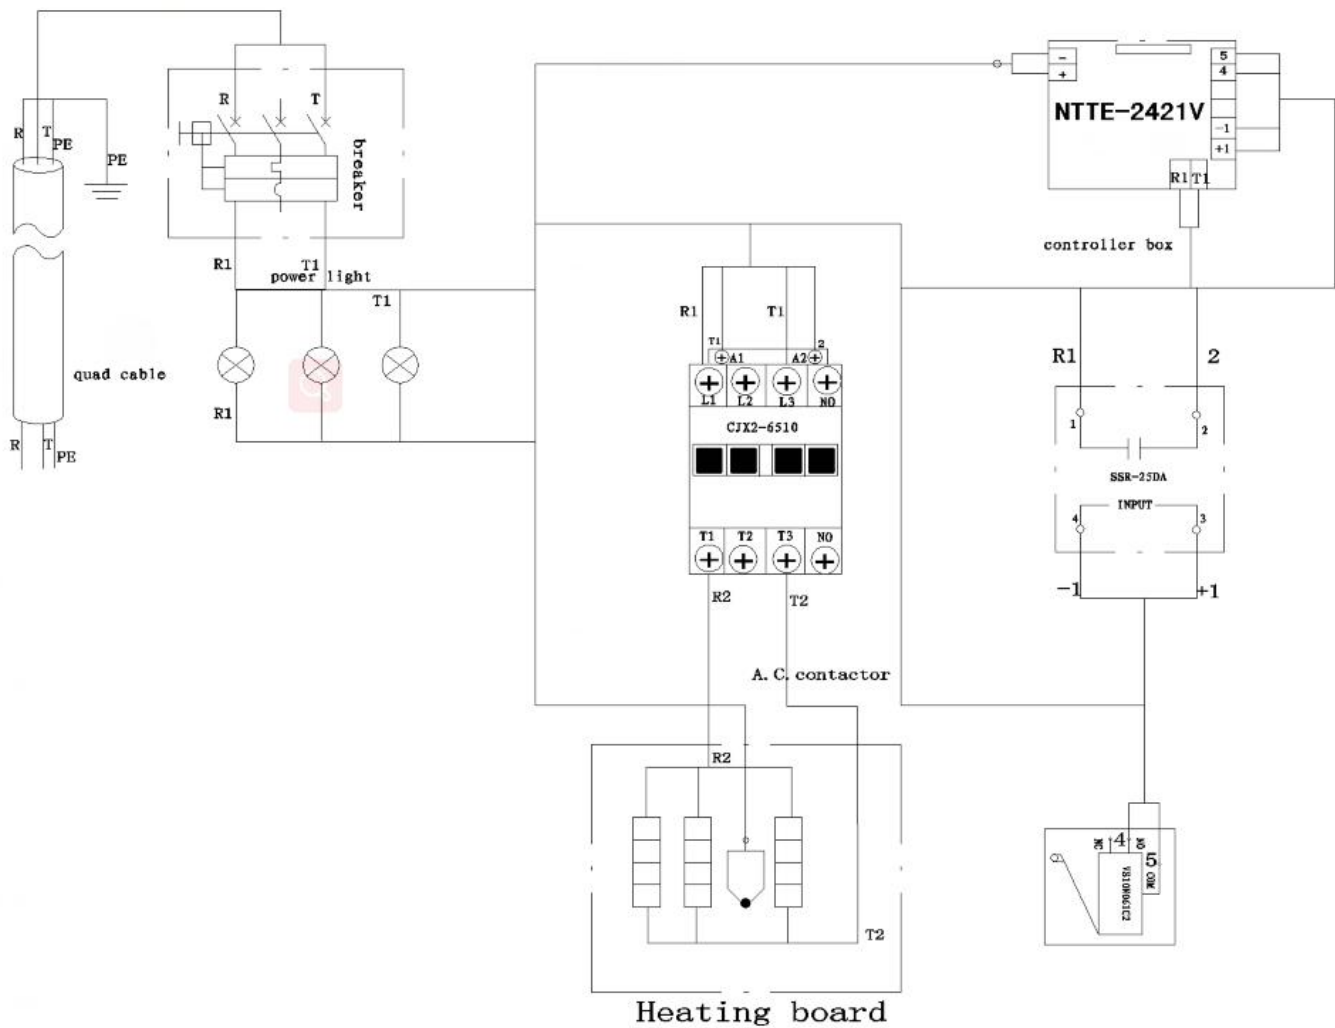 R
T
PE
PE
quad cable
R
T
PE
R
T
breaker
R1
T1
power light
T1
R1
-
+
5
4
NTTE-2421V
-1
+1
R1
T1
controller box
R1
T1
T1
A1
A2
2
L1
L2
L3
NO
CJX2-6510
T1
T2
T3
NO
R2
T2
A.C.contactor
R1
2
1
2
SSR-25DA
INPUT
4
3
-1
+1
R2
T2
Heating board
NC
4
NO
5
COM
VS10N061C2